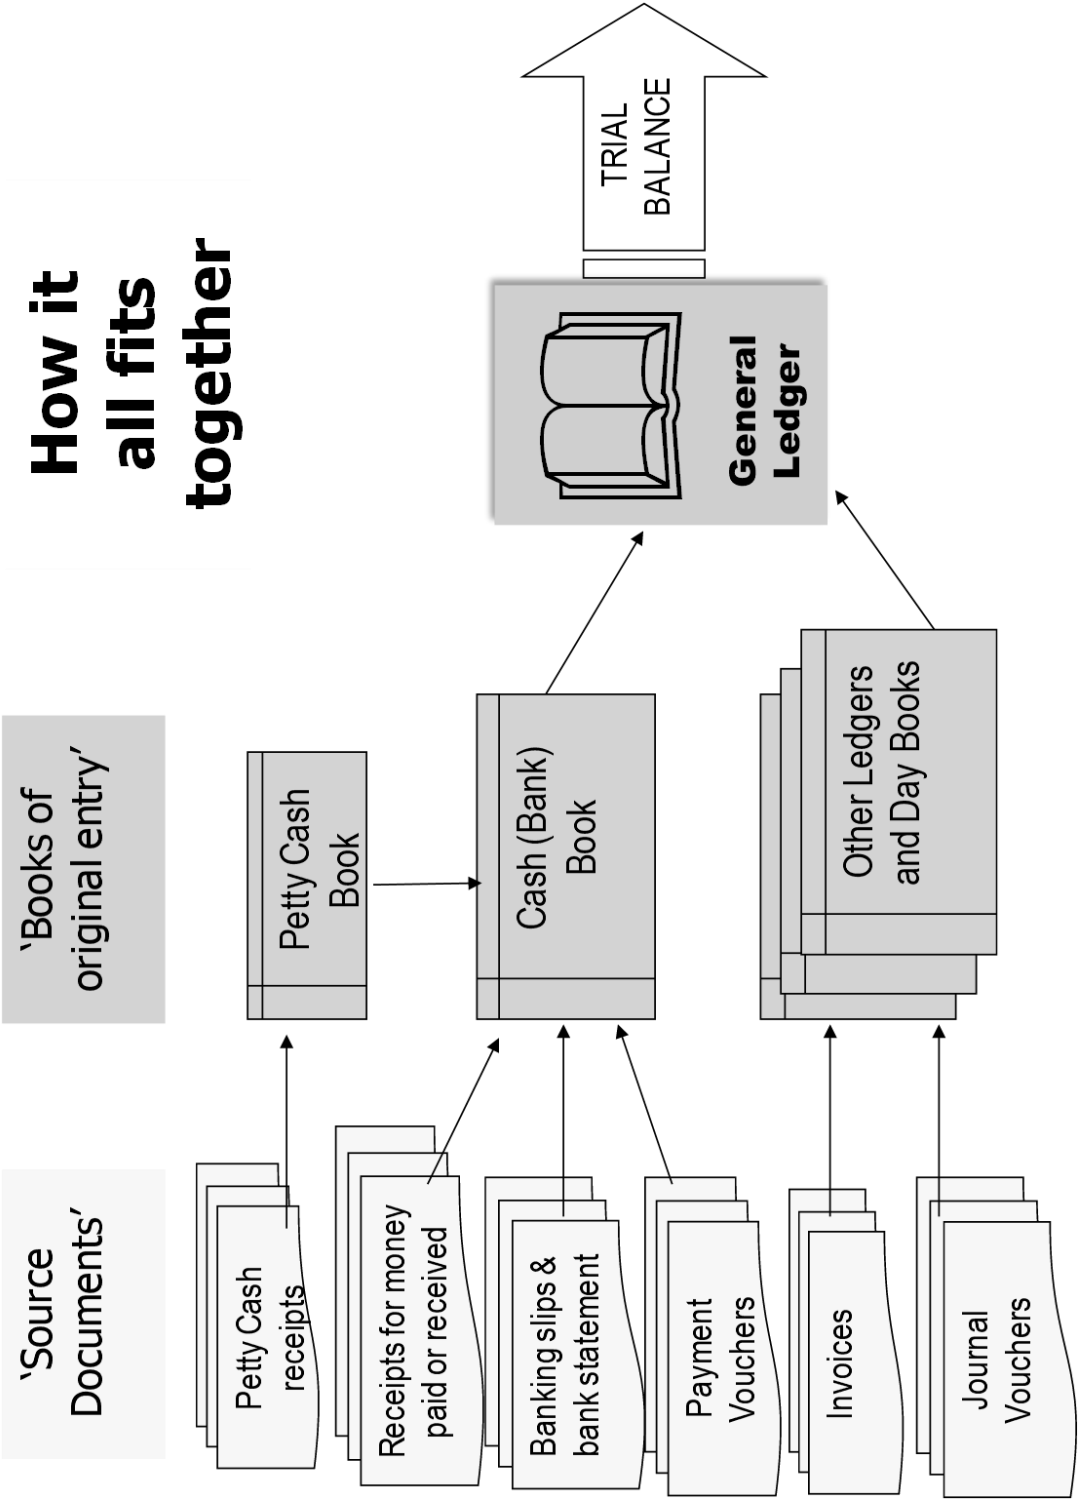 How it
all fits
together
‘Source
Documents’
‘Books of
original entry’
Petty Cash
receipts
Receipts for money
paid or received
Banking slips &
bank statement
Payment
Vouchers
Invoices
Journal
Vouchers
Petty Cash
Book
Cash (Bank)
Book
Other Ledgers
and Day Books
General
Ledger
TRIAL
BALANCE